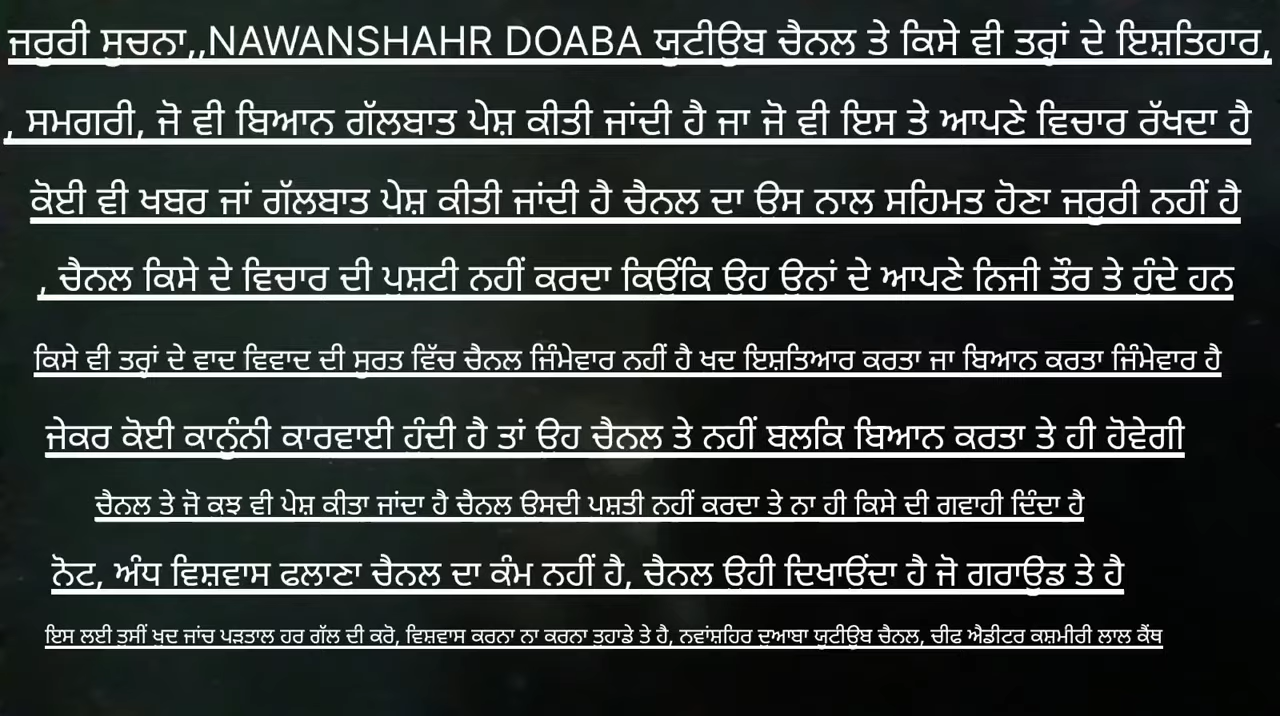 ਜਰੂਰੀ ਸੂਚਨਾ,,NAWANSHAHR DOABA ਯੂਟੀਊਬ ਚੈਨਲ ਤੇ ਕਿਸੇ ਵੀ ਤਰ੍ਹਾਂ ਦੇ ਇਸ਼ਤਿਹਾਰ,
, ਸਮਗਰੀ, ਜੋ ਵੀ ਬਿਆਨ ਗੱਲਬਾਤ ਪੇਸ਼ ਕੀਤੀ ਜਾਂਦੀ ਹੈ ਜਾ ਜੋ ਵੀ ਇਸ ਤੇ ਆਪਣੇ ਵਿਚਾਰ ਰੱਖਦਾ ਹੈ
ਕੋਈ ਵੀ ਖਬਰ ਜਾਂ ਗੱਲਬਾਤ ਪੇਸ਼ ਕੀਤੀ ਜਾਂਦੀ ਹੈ ਚੈਨਲ ਦਾ ਉਸ ਨਾਲ ਸਹਿਮਤ ਹੋਣਾ ਜਰੂਰੀ ਨਹੀਂ ਹੈ
, ਚੈਨਲ ਕਿਸੇ ਦੇ ਵਿਚਾਰ ਦੀ ਪੁਸ਼ਟੀ ਨਹੀਂ ਕਰਦਾ ਕਿਉਂਕਿ ਉਹ ਉਨਾਂ ਦੇ ਆਪਣੇ ਨਿਜੀ ਤੌਰ ਤੇ ਹੁੰਦੇ ਹਨ
ਕਿਸੇ ਵੀ ਤਰ੍ਹਾਂ ਦੇ ਵਾਦ ਵਿਵਾਦ ਦੀ ਸੂਰਤ ਵਿੱਚ ਚੈਨਲ ਜਿੰਮੇਵਾਰ ਨਹੀਂ ਹੈ ਖੁਦ ਇਸ਼ਤਿਆਰ ਕਰਤਾ ਜਾ ਬਿਆਨ ਕਰਤਾ ਜਿੰਮੇਵਾਰ ਹੈ
ਜੇਕਰ ਕੋਈ ਕਾਨੂੰਨੀ ਕਾਰਵਾਈ ਹੁੰਦੀ ਹੈ ਤਾਂ ਉਹ ਚੈਨਲ ਤੇ ਨਹੀਂ ਬਲਕਿ ਬਿਆਨ ਕਰਤਾ ਤੇ ਹੀ ਹੋਵੇਗੀ
ਚੈਨਲ ਤੇ ਜੋ ਕੁਝ ਵੀ ਪੇਸ਼ ਕੀਤਾ ਜਾਂਦਾ ਹੈ ਚੈਨਲ ਉਸਦੀ ਪੁਸ਼ਤੀ ਨਹੀਂ ਕਰਦਾ ਤੇ ਨਾ ਹੀ ਕਿਸੇ ਦੀ ਗਵਾਹੀ ਦਿੰਦਾ ਹੈ
ਨੋਟ, ਅੰਧ ਵਿਸ਼ਵਾਸ ਫਲਾਣਾ ਚੈਨਲ ਦਾ ਕੰਮ ਨਹੀਂ ਹੈ, ਚੈਨਲ ਉਹੀ ਦਿਖਾਉਂਦਾ ਹੈ ਜੋ ਗਰਾਊਂਡ ਤੇ ਹੈ
ਇਸ ਲਈ ਤੁਸੀਂ ਖੁਦ ਜਾਂਚ ਪੜਤਾਲ ਹਰ ਗੱਲ ਦੀ ਕਰੋ, ਵਿਸ਼ਵਾਸ ਕਰਨਾ ਨਾ ਕਰਨਾ ਤੁਹਾਡੇ ਤੇ ਹੈ, ਨਵਾਂਸ਼ਹਿਰ ਦੁਆਬਾ ਯੂਟੀਊਬ ਚੈਨਲ, ਚੀਫ ਐਡੀਟਰ ਕਸ਼ਮੀਰੀ ਲਾਲ ਕੈਂਥ